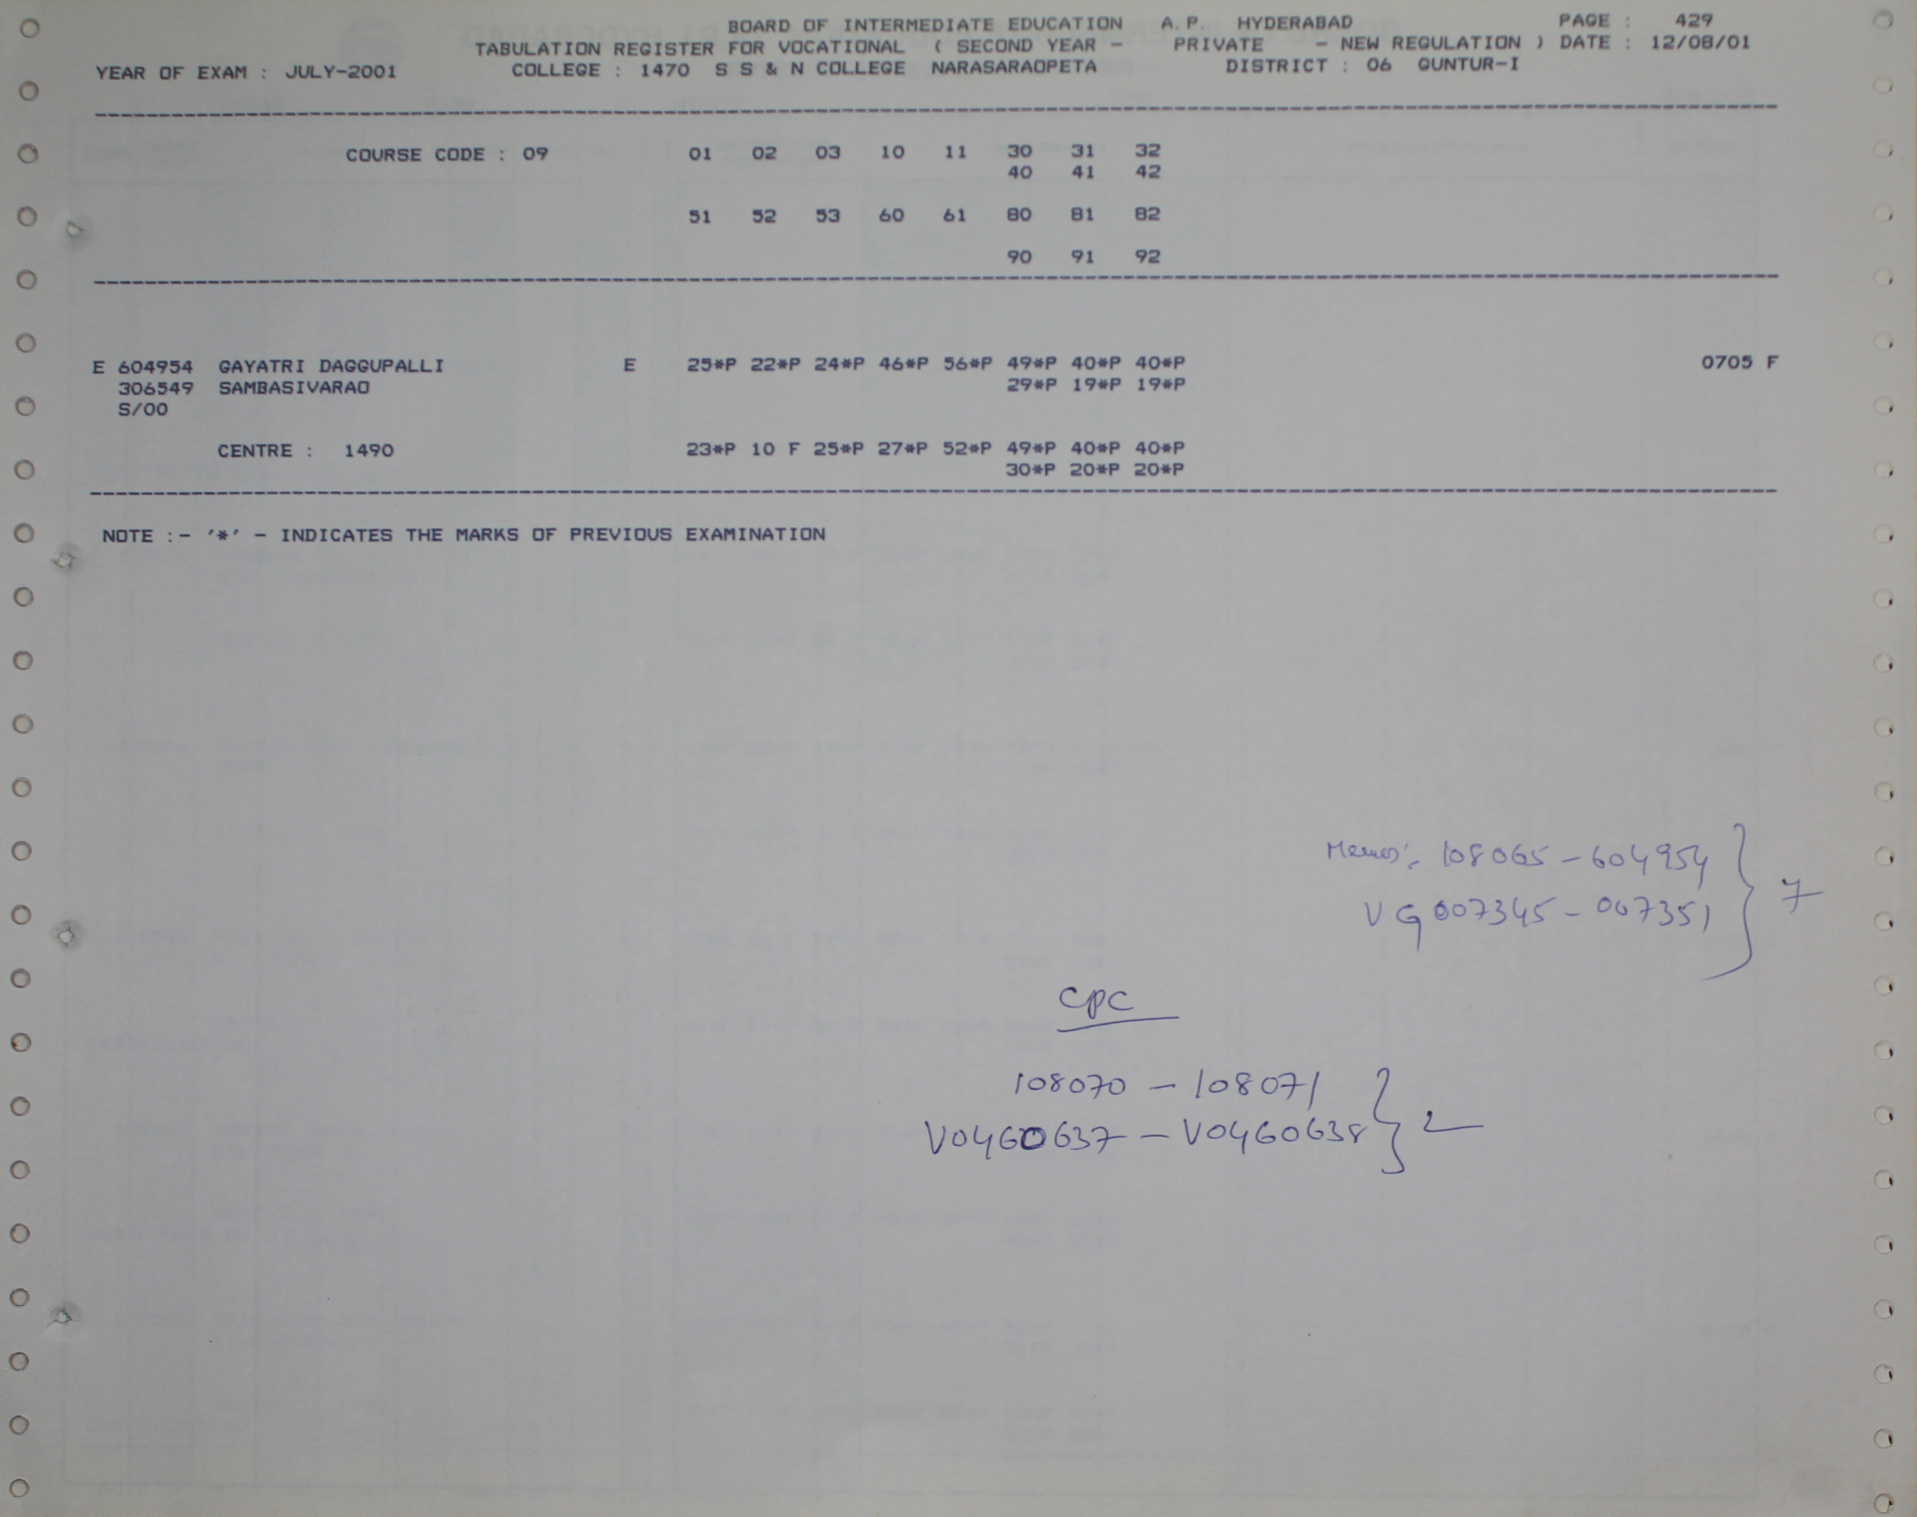 BOARD OF INTERMEDIATE EDUCATION A.P. HYDERABAD PAGE : 429
TABULATION REGISTER FOR VOCATIONAL ( SECOND YEAR - PRIVATE - NEW REGULATION ) DATE : 12/08/01
YEAR OF EXAM : JULY-2001 COLLEGE : 1470 S S & N COLLEGE NARASARAOPETA DISTRICT : 06 GUNTUR-I
COURSE CODE : 09 01 02 03 10 11 30 31 32
40 41 42
51 52 53 60 61 80 81 82
90 91 92
E 604954 GAYATRI DAGGUPALLI E 25*P 22*P 24*P 46*P 56*P 49*P 40*P 40*P 0705 F
306549 SAMBASIVARAO 29*P 19*P 19*P
S/00
CENTRE : 1490 23*P 10 F 25*P 27*P 52*P 49*P 40*P 40*P
30*P 20*P 20*P
NOTE :- '*' - INDICATES THE MARKS OF PREVIOUS EXAMINATION
Memos:- 108065 - 604954
VG 007345 - 007351 } 7
CPC
108070 - 108071
V0460637 - V0460638 } 2